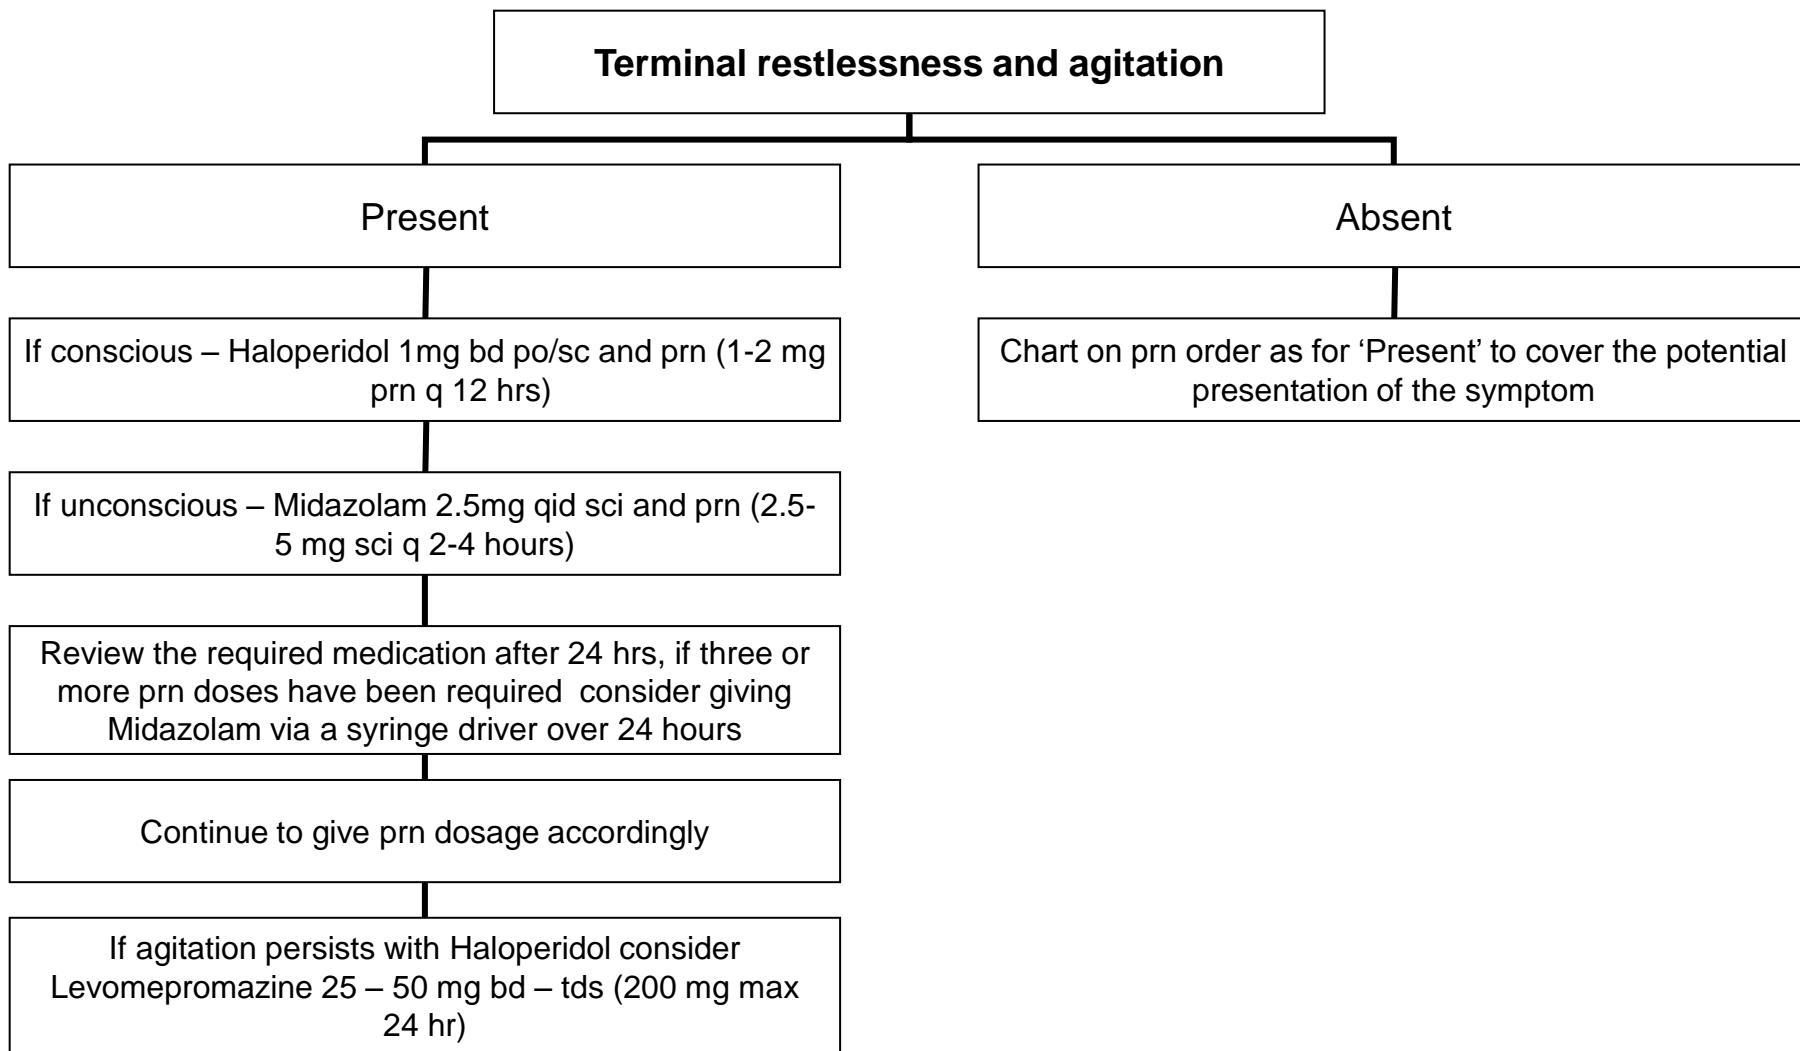 Terminal restlessness and agitation
Present
Absent
If conscious – Haloperidol 1mg bd po/sc and prn (1-2 mg
prn q 12 hrs)
Chart on prn order as for ‘Present’ to cover the potential
presentation of the symptom
If unconscious – Midazolam 2.5mg qid sci and prn (2.5-
5 mg sci q 2-4 hours)
Review the required medication after 24 hrs, if three or
more prn doses have been required  consider giving
Midazolam via a syringe driver over 24 hours
Continue to give prn dosage accordingly
If agitation persists with Haloperidol consider
Levomepromazine 25 – 50 mg bd – tds (200 mg max
24 hr)